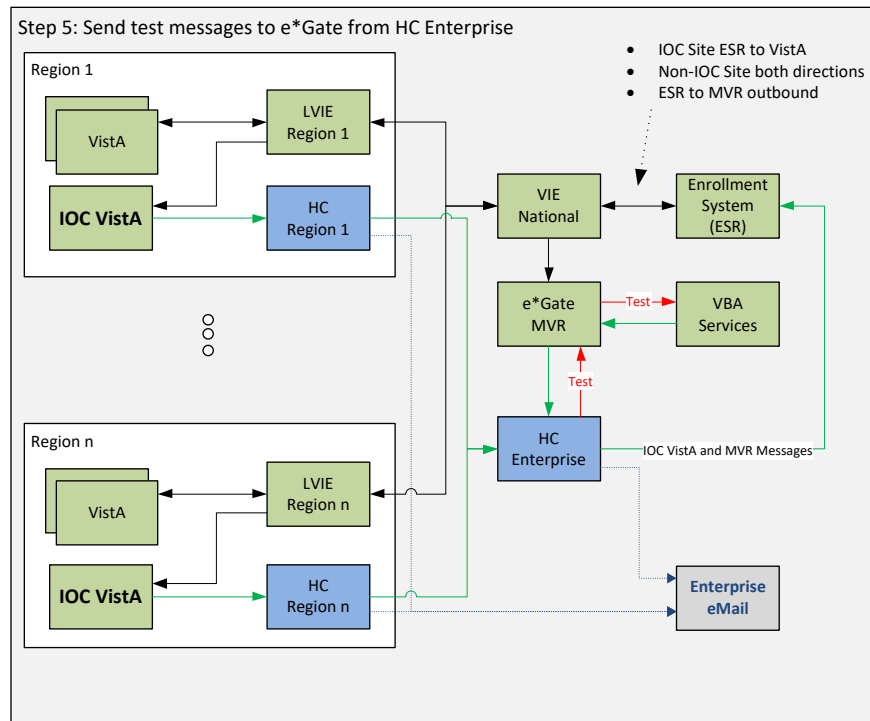 Step 5: Send test messages to e*Gate from HC Enterprise
IOC Site ESR to VistA
Non-IOC Site both directions
ESR to MVR outbound
Region 1
VistA
LVIE
Region 1
IOC VistA
HC
Region 1
VIE
National
Enrollment
System
(ESR)
e*Gate
MVR
Test
VBA
Services
Test
HC
Enterprise
IOC VistA and MVR Messages
Region n
VistA
LVIE
Region n
IOC VistA
HC
Region n
Enterprise
eMail